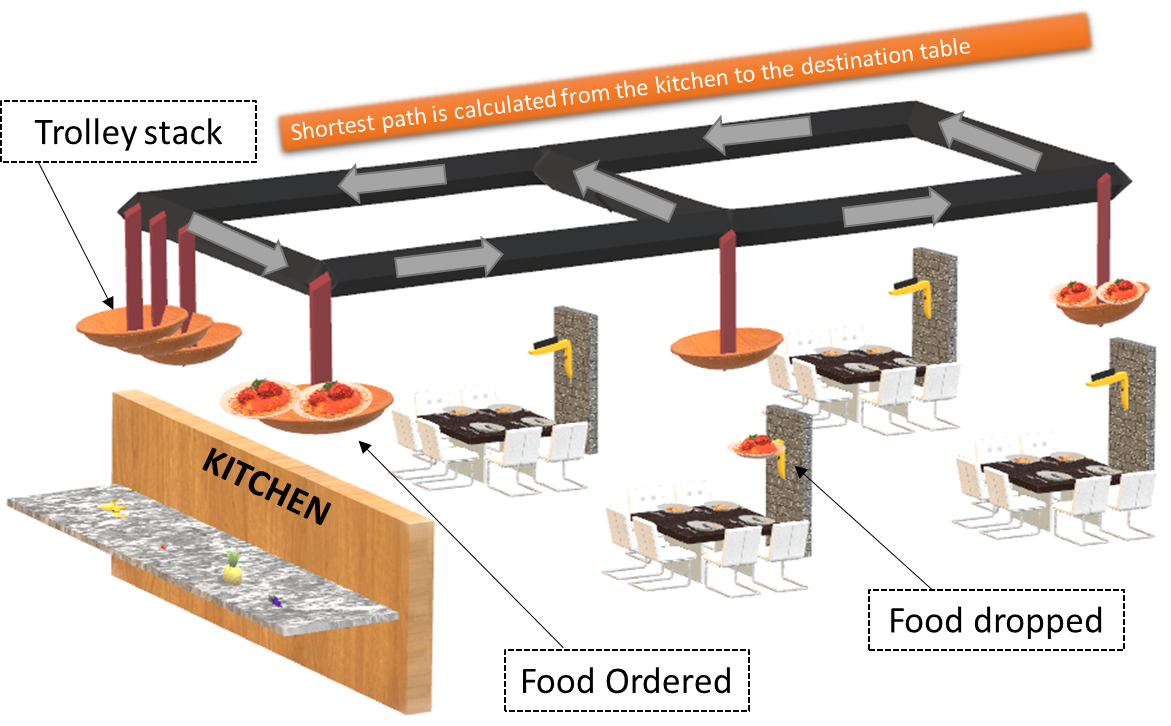 Shortest path is calculated from the kitchen to the destination table
Trolley stack
KITCHEN
Food dropped
Food Ordered